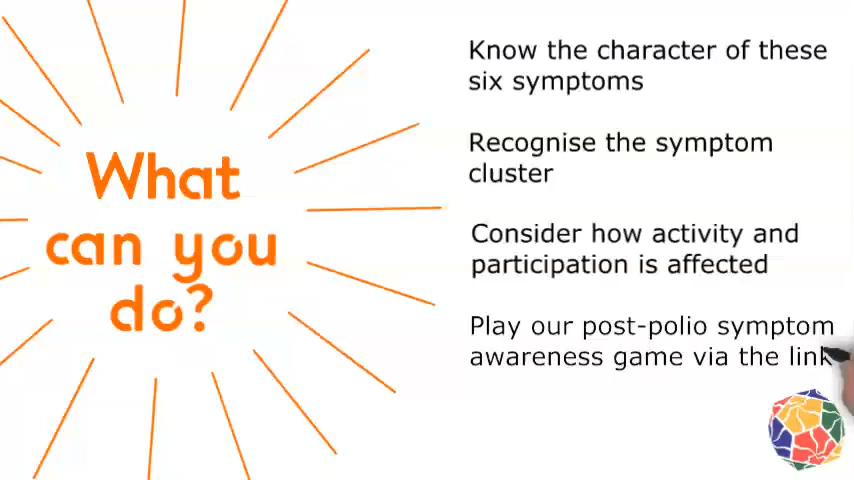 What
can you
do?
Know the character of these
six symptoms
Recognise the symptom
cluster
Consider how activity and
participation is affected
Play our post-polio symptom
awareness game via the link